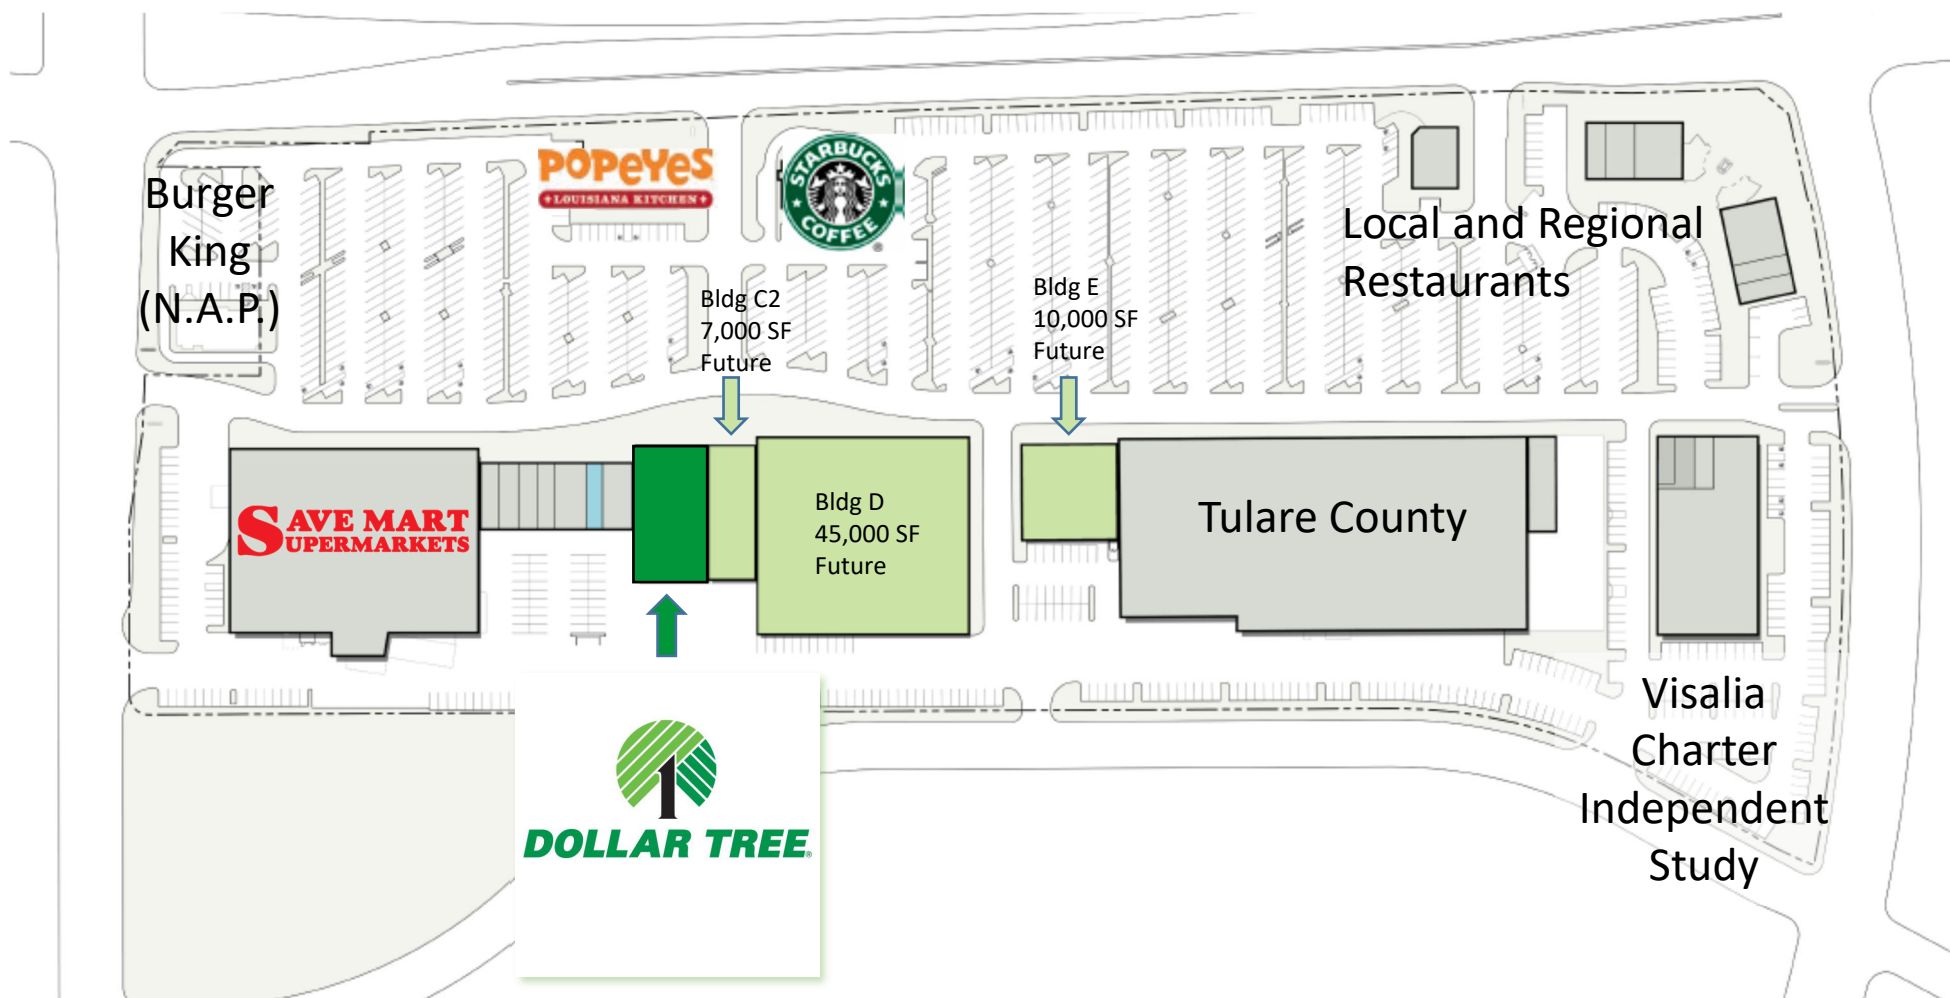 Burger
King
(N.A.P.)
POPEYES
LOUISIANA KITCHEN
STARBUCKS
COFFEE
®
Local and Regional
Restaurants
Bldg C2
7,000 SF
Future
Bldg E
10,000 SF
Future
SAVE MART
SUPERMARKETS
Bldg D
45,000 SF
Future
Tulare County
Visalia
Charter
Independent
Study
DOLLAR TREE®